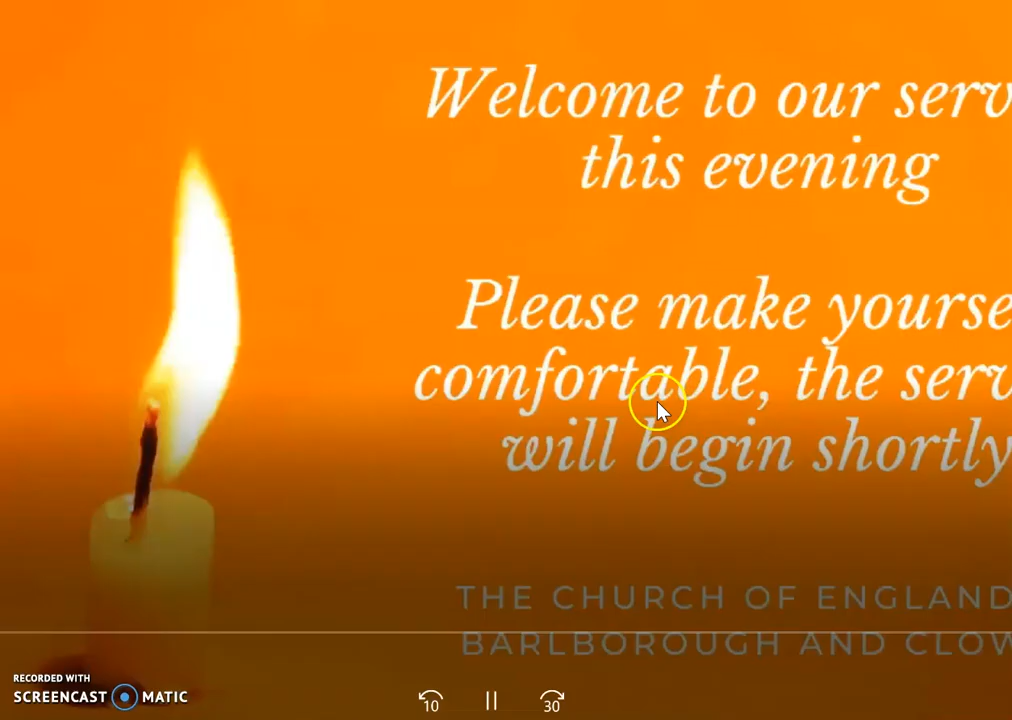 Welcome to our serv
this evening
Please make yourse
comfortable, the serv
will begin shortly
THE CHURCH OF ENGLAND
BARLBOROUGH AND CLOW
RECORDED WITH
SCREENCAST MATIC
10
30